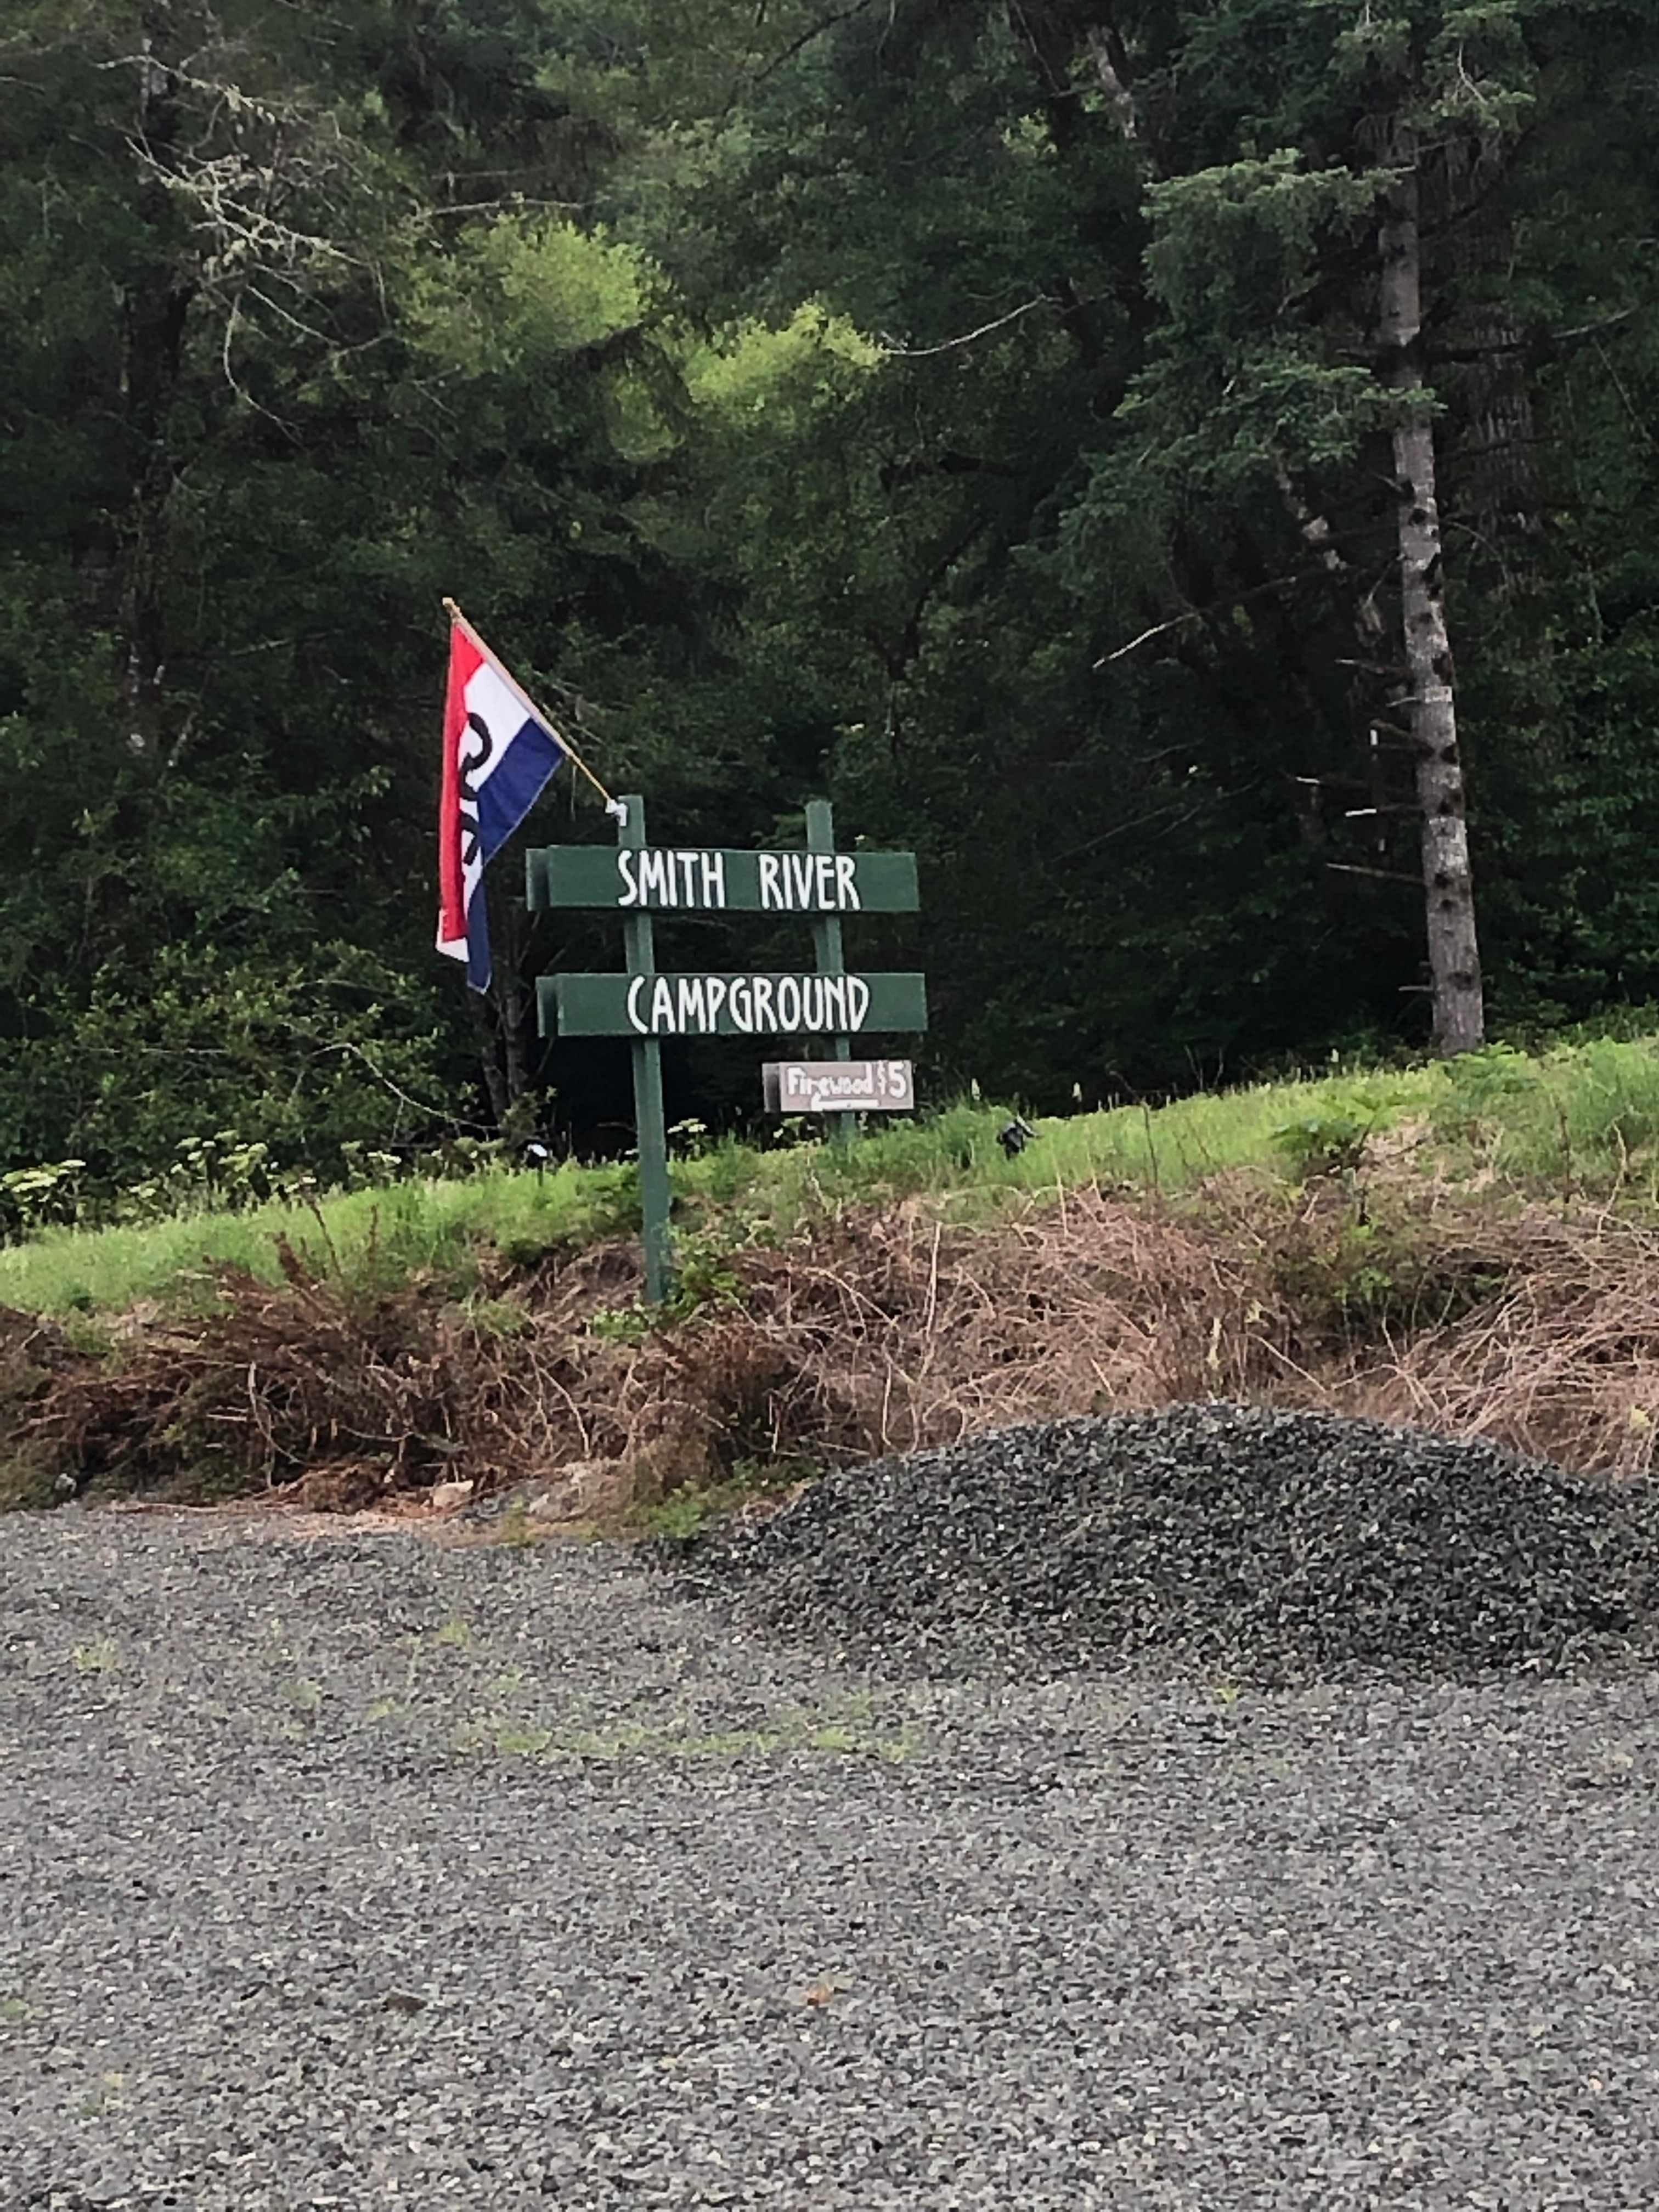 SMITH RIVER
CAMPGROUND
Firewood $5